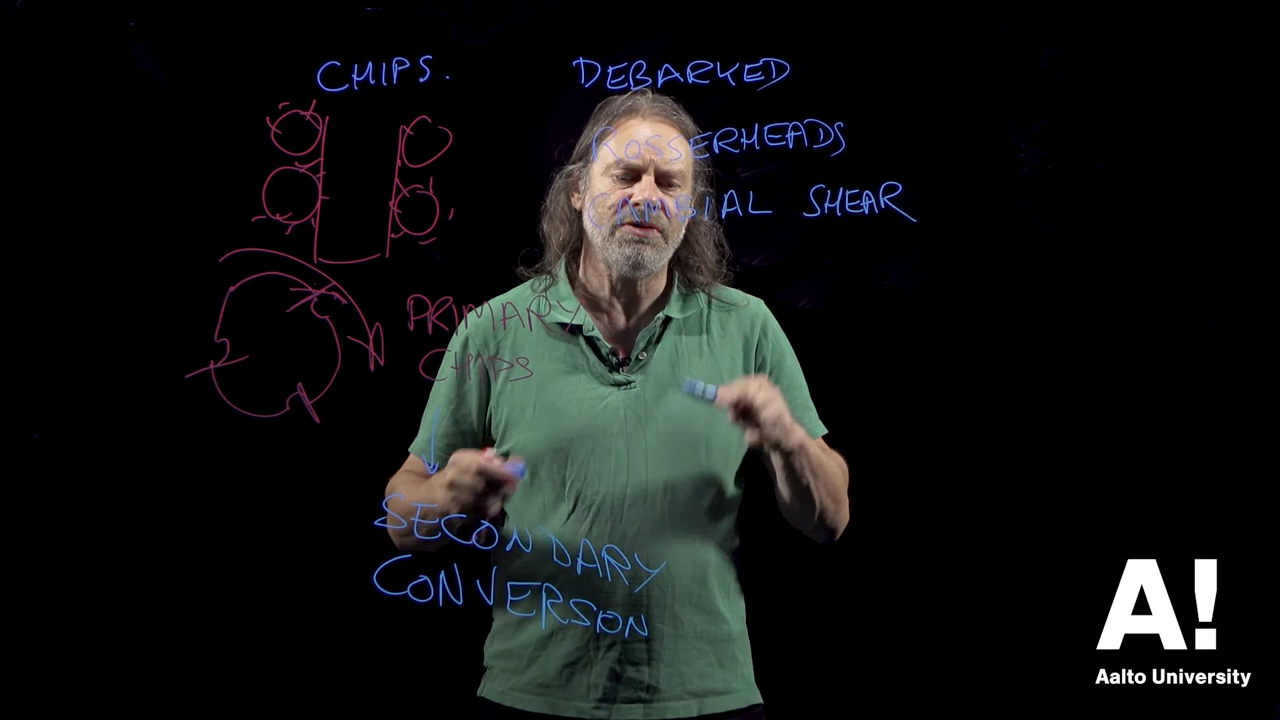 CHIPS.
DEBARKED
ROSSERHEADS
CAMBIAL SHEAR
PRIMARY
CHIPS
SECONDARY
CONVERSON
A!
Aalto University